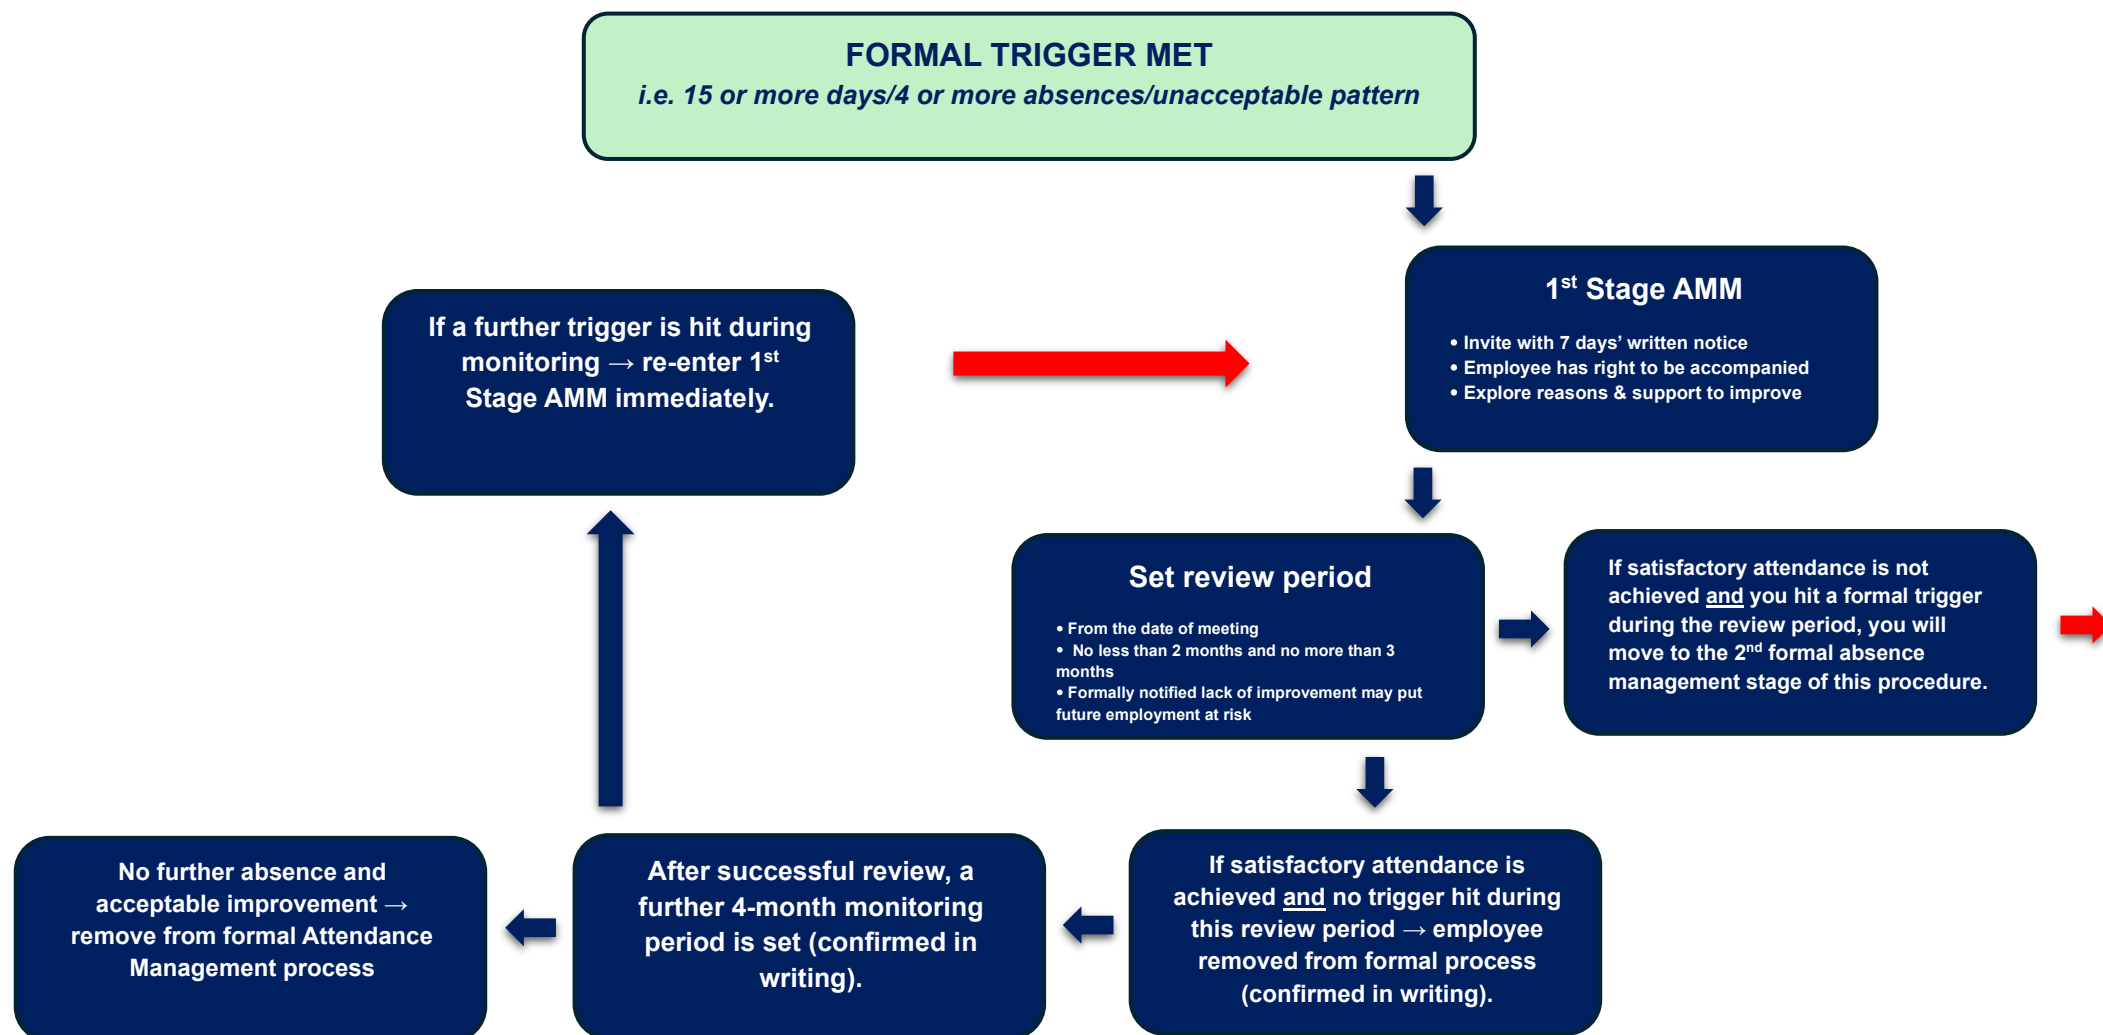 FORMAL TRIGGER MET
i.e. 15 or more days/4 or more absences/unacceptable pattern
1st Stage AMM
• Invite with 7 days’ written notice
• Employee has right to be accompanied
• Explore reasons & support to improve
If a further trigger is hit during
monitoring → re-enter 1st
Stage AMM immediately.
Set review period
• From the date of meeting
• No less than 2 months and no more than 3
months
• Formally notified lack of improvement may put
future employment at risk
If satisfactory attendance is not
achieved and you hit a formal trigger
during the review period, you will
move to the 2nd formal absence
management stage of this procedure.
If satisfactory attendance is
achieved and no trigger hit during
this review period → employee
removed from formal process
(confirmed in writing).
After successful review, a
further 4-month monitoring
period is set (confirmed in
writing).
No further absence and
acceptable improvement →
remove from formal Attendance
Management process